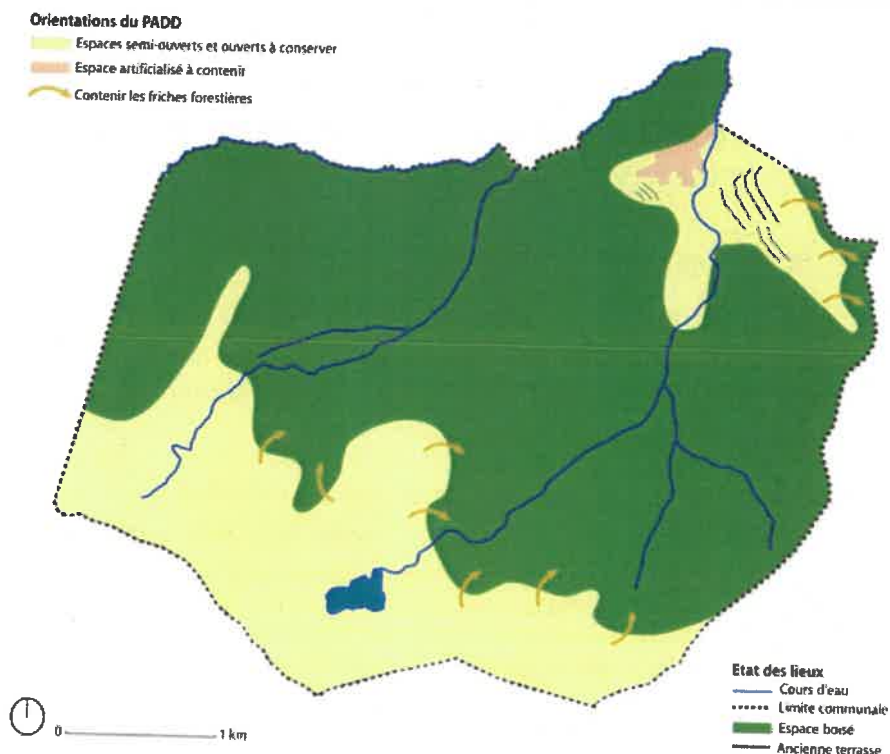 Orientations du PADD
Espaces semi-ouverts et ouverts à conserver
Espace artificialisé à contenir
Contenir les friches forestières
Etat des lieux
Cours d'eau
Limite communale
Espace boisé
Ancienne terrasse
0 1 km